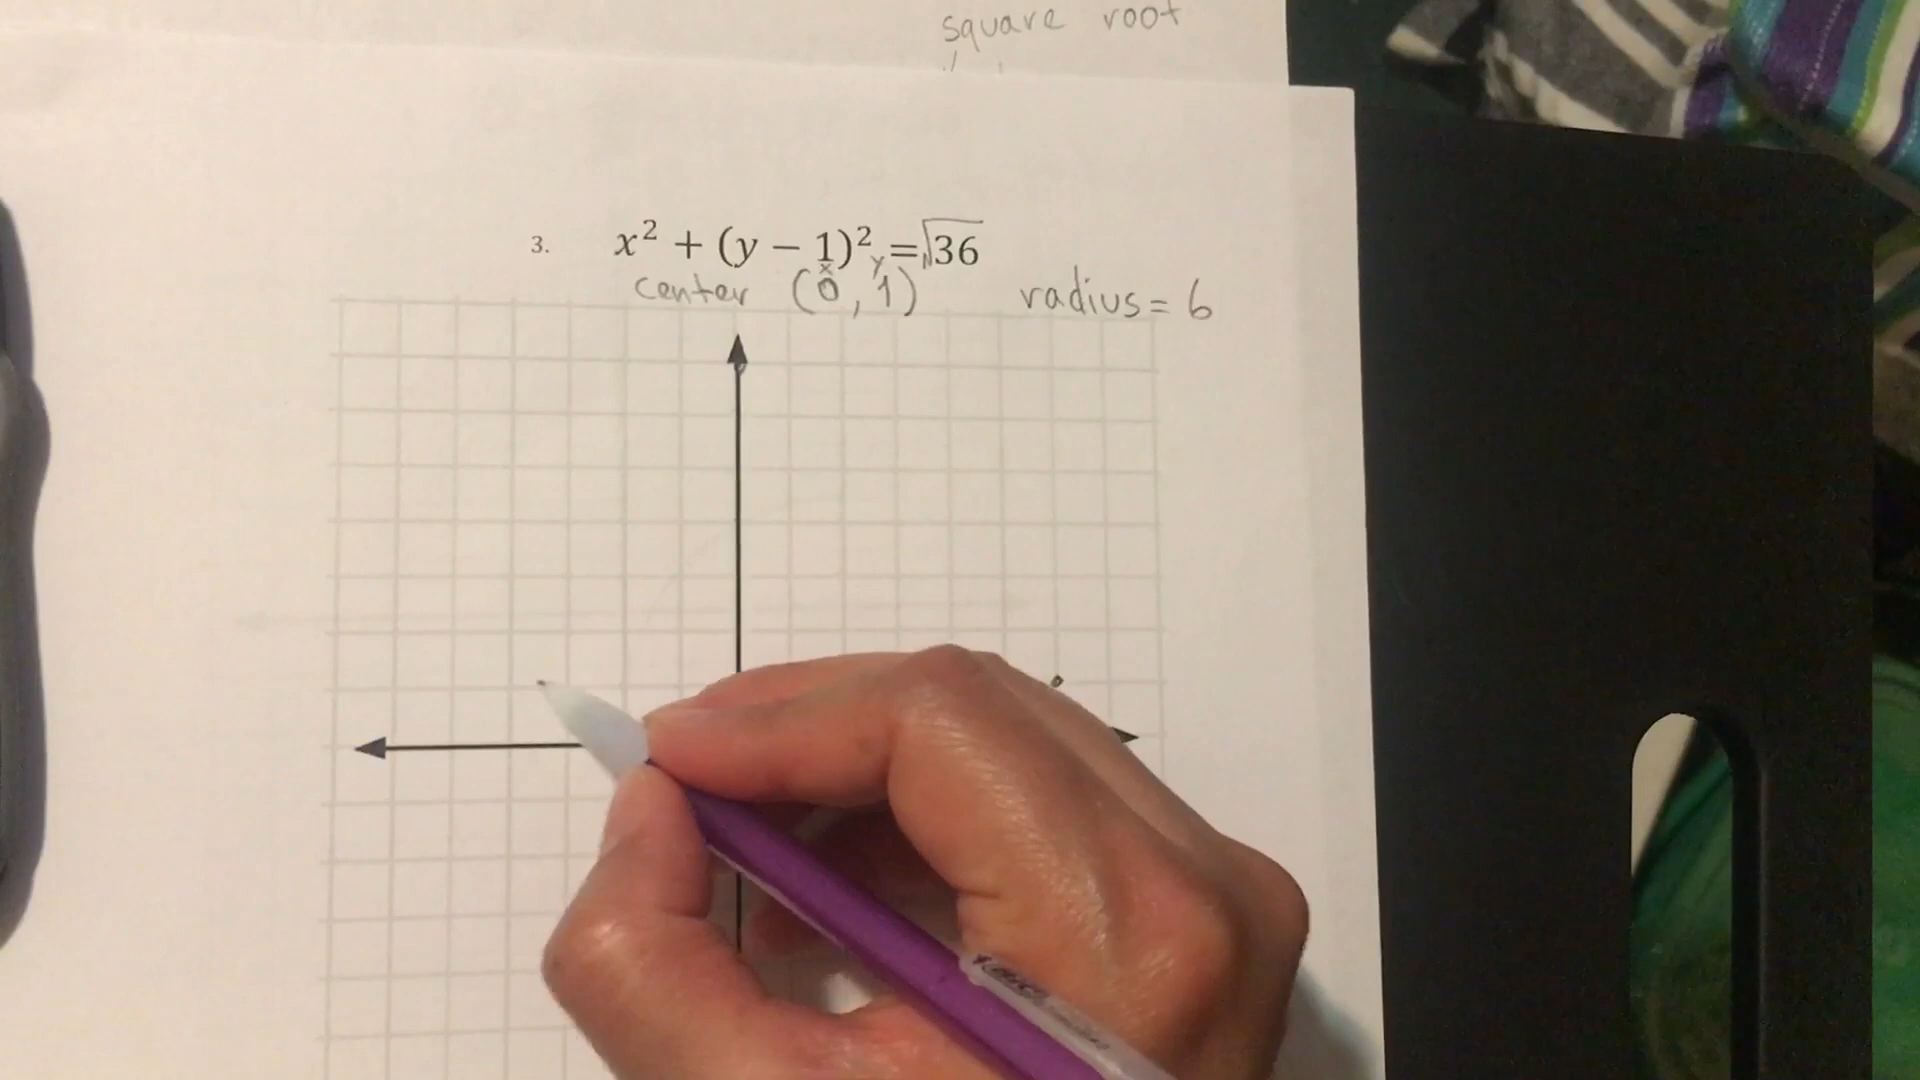 square root
3. x² + (y − 1)² = √36
x y
center (0, 1) radius = 6